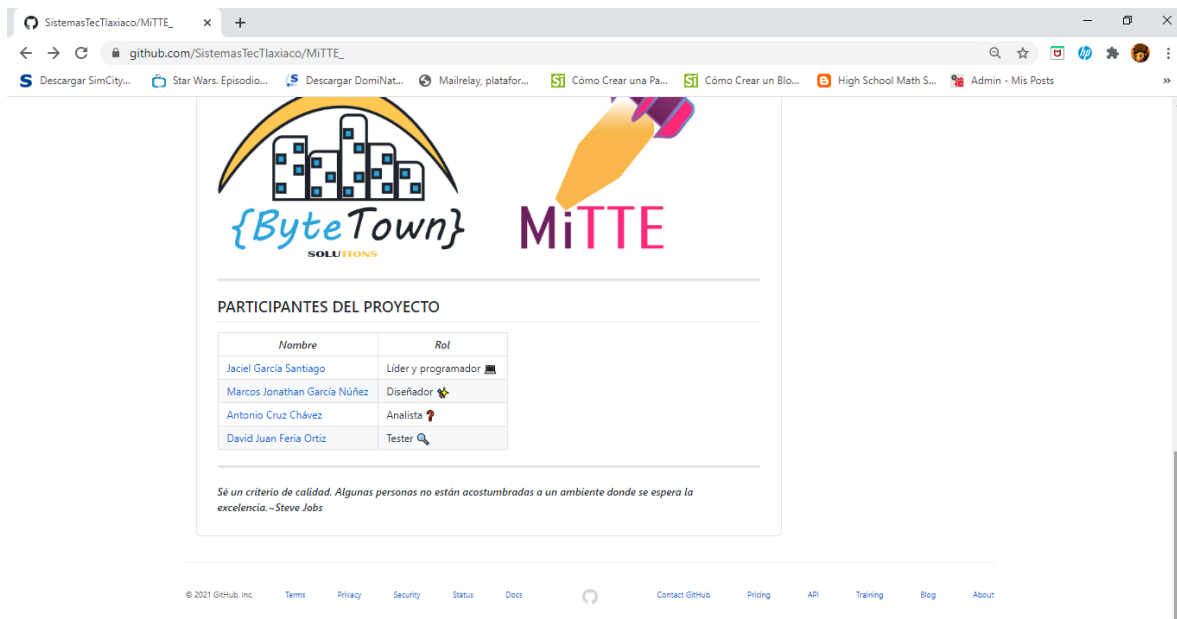 SistemasTecTlaxiaco/MiTTE_
github.com/SistemasTecTlaxiaco/MiTTE_
Descargar SimCity... Star Wars. Episodio... Descargar DomiNat... Mailrelay, platafor... Cómo Crear una Pa... Cómo Crear un Blo... High School Math S... Admin - Mis Posts
{ByteTown}
SOLUTIONS
MiTTE
PARTICIPANTES DEL PROYECTO
Nombre Rol
Jaciel García Santiago Líder y programador 💻
Marcos Jonathan García Núñez Diseñador ✨
Antonio Cruz Chávez Analista ❓
David Juan Feria Ortiz Tester 🔍
Sé un criterio de calidad. Algunas personas no están acostumbradas a un ambiente donde se espera la
excelencia.~Steve Jobs
© 2021 GitHub, Inc. Terms Privacy Security Status Docs Contact GitHub Pricing API Training Blog About